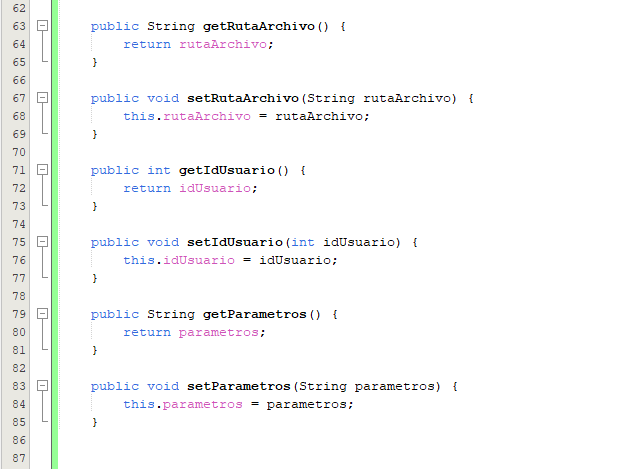 62
63 public String getRutaArchivo() {
64 return rutaArchivo;
65 }
66
67 public void setRutaArchivo(String rutaArchivo) {
68 this.rutaArchivo = rutaArchivo;
69 }
70
71 public int getIdUsuario() {
72 return idUsuario;
73 }
74
75 public void setIdUsuario(int idUsuario) {
76 this.idUsuario = idUsuario;
77 }
78
79 public String getParametros() {
80 return parametros;
81 }
82
83 public void setParametros(String parametros) {
84 this.parametros = parametros;
85 }
86
87